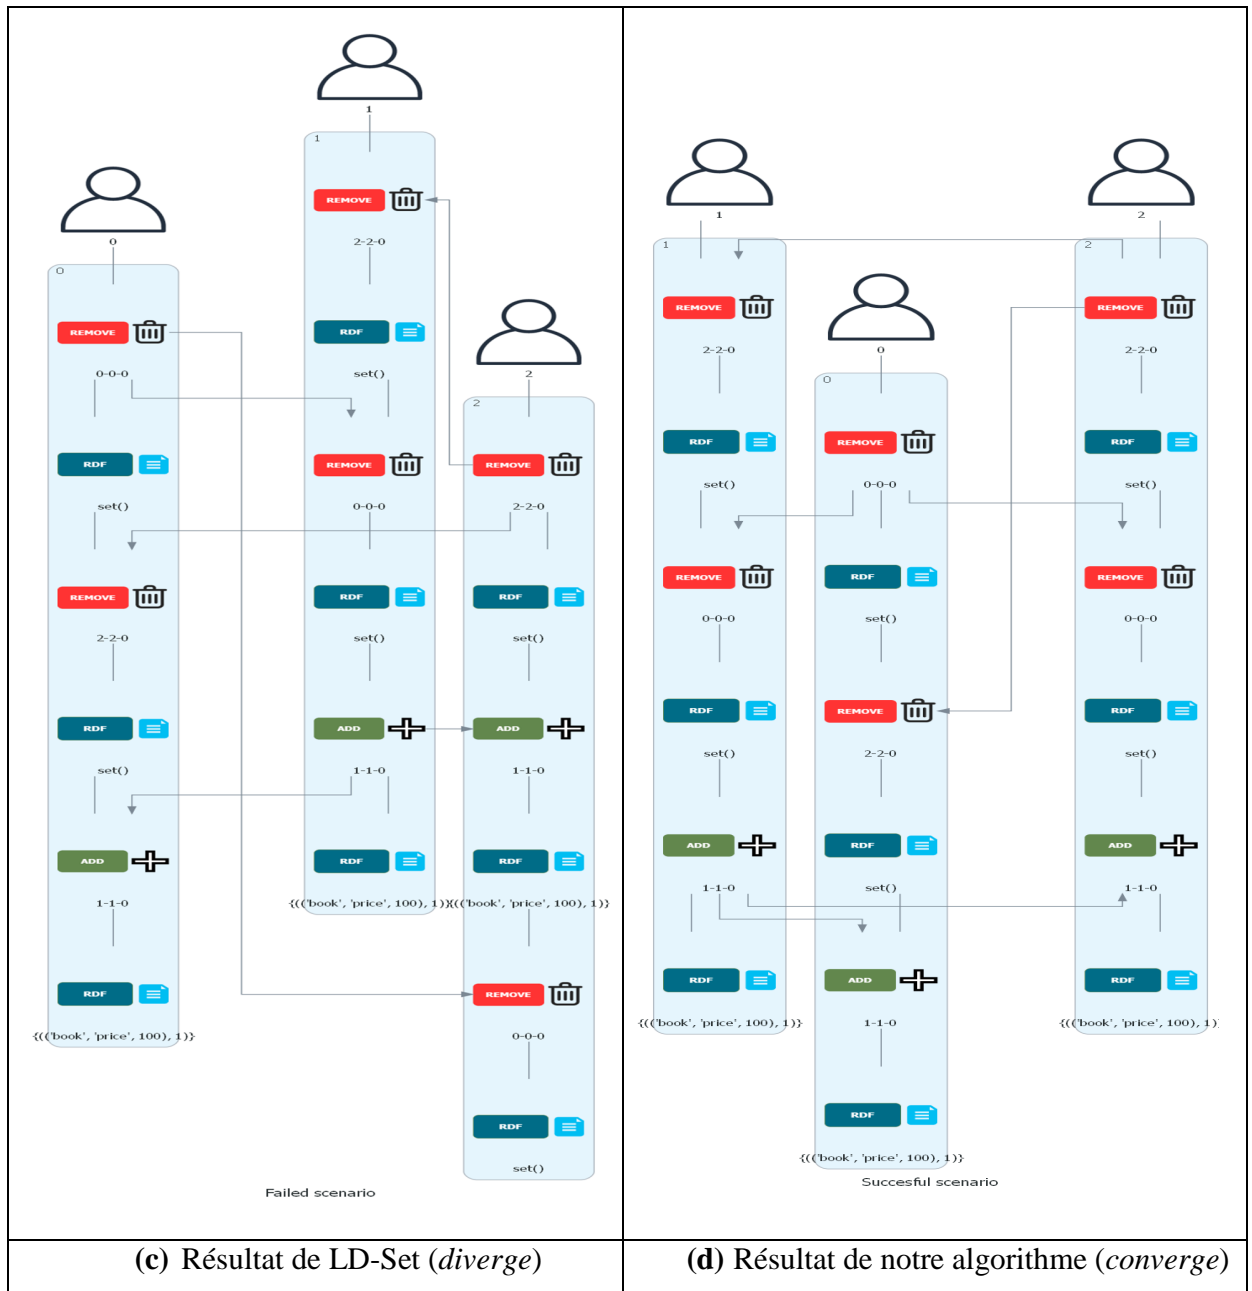 0
0
REMOVE
0-0-0
RDF
set()
REMOVE
2-2-0
RDF
set()
ADD
1-1-0
RDF
{(('book', 'price', 100), 1)}
1
1
REMOVE
2-2-0
RDF
set()
REMOVE
0-0-0
RDF
set()
ADD
1-1-0
RDF
{(('book', 'price', 100), 1)}
2
2
REMOVE
2-2-0
RDF
set()
ADD
1-1-0
RDF
{(('book', 'price', 100), 1)}
REMOVE
0-0-0
RDF
set()
Failed scenario
(c) Résultat de LD-Set (diverge)
1
1
REMOVE
2-2-0
RDF
set()
REMOVE
0-0-0
RDF
set()
ADD
1-1-0
RDF
{(('book', 'price', 100), 1)}
0
0
REMOVE
0-0-0
RDF
set()
REMOVE
2-2-0
RDF
set()
ADD
1-1-0
RDF
{(('book', 'price', 100), 1)}
2
2
REMOVE
2-2-0
RDF
set()
REMOVE
0-0-0
RDF
set()
ADD
1-1-0
RDF
{(('book', 'price', 100), 1)
Succesful scenario
(d) Résultat de notre algorithme (converge)